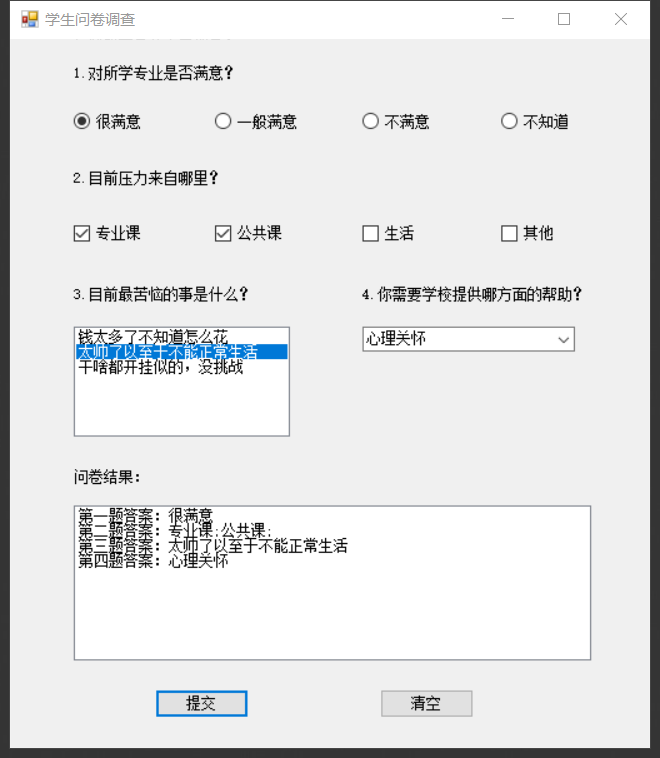 学生问卷调查
1.对所学专业是否满意?
很满意 一般满意 不满意 不知道
2.目前压力来自哪里?
专业课 公共课 生活 其他
3.目前最苦恼的事是什么? 4.你需要学校提供哪方面的帮助?
钱太多了不知道怎么花 心理关怀
太帅了以至于不能正常生活
干啥都开挂似的,没挑战
问卷结果:
第一题答案: 很满意
第二题答案: 专业课;公共课;
第三题答案: 太帅了以至于不能正常生活
第四题答案: 心理关怀
提交 清空